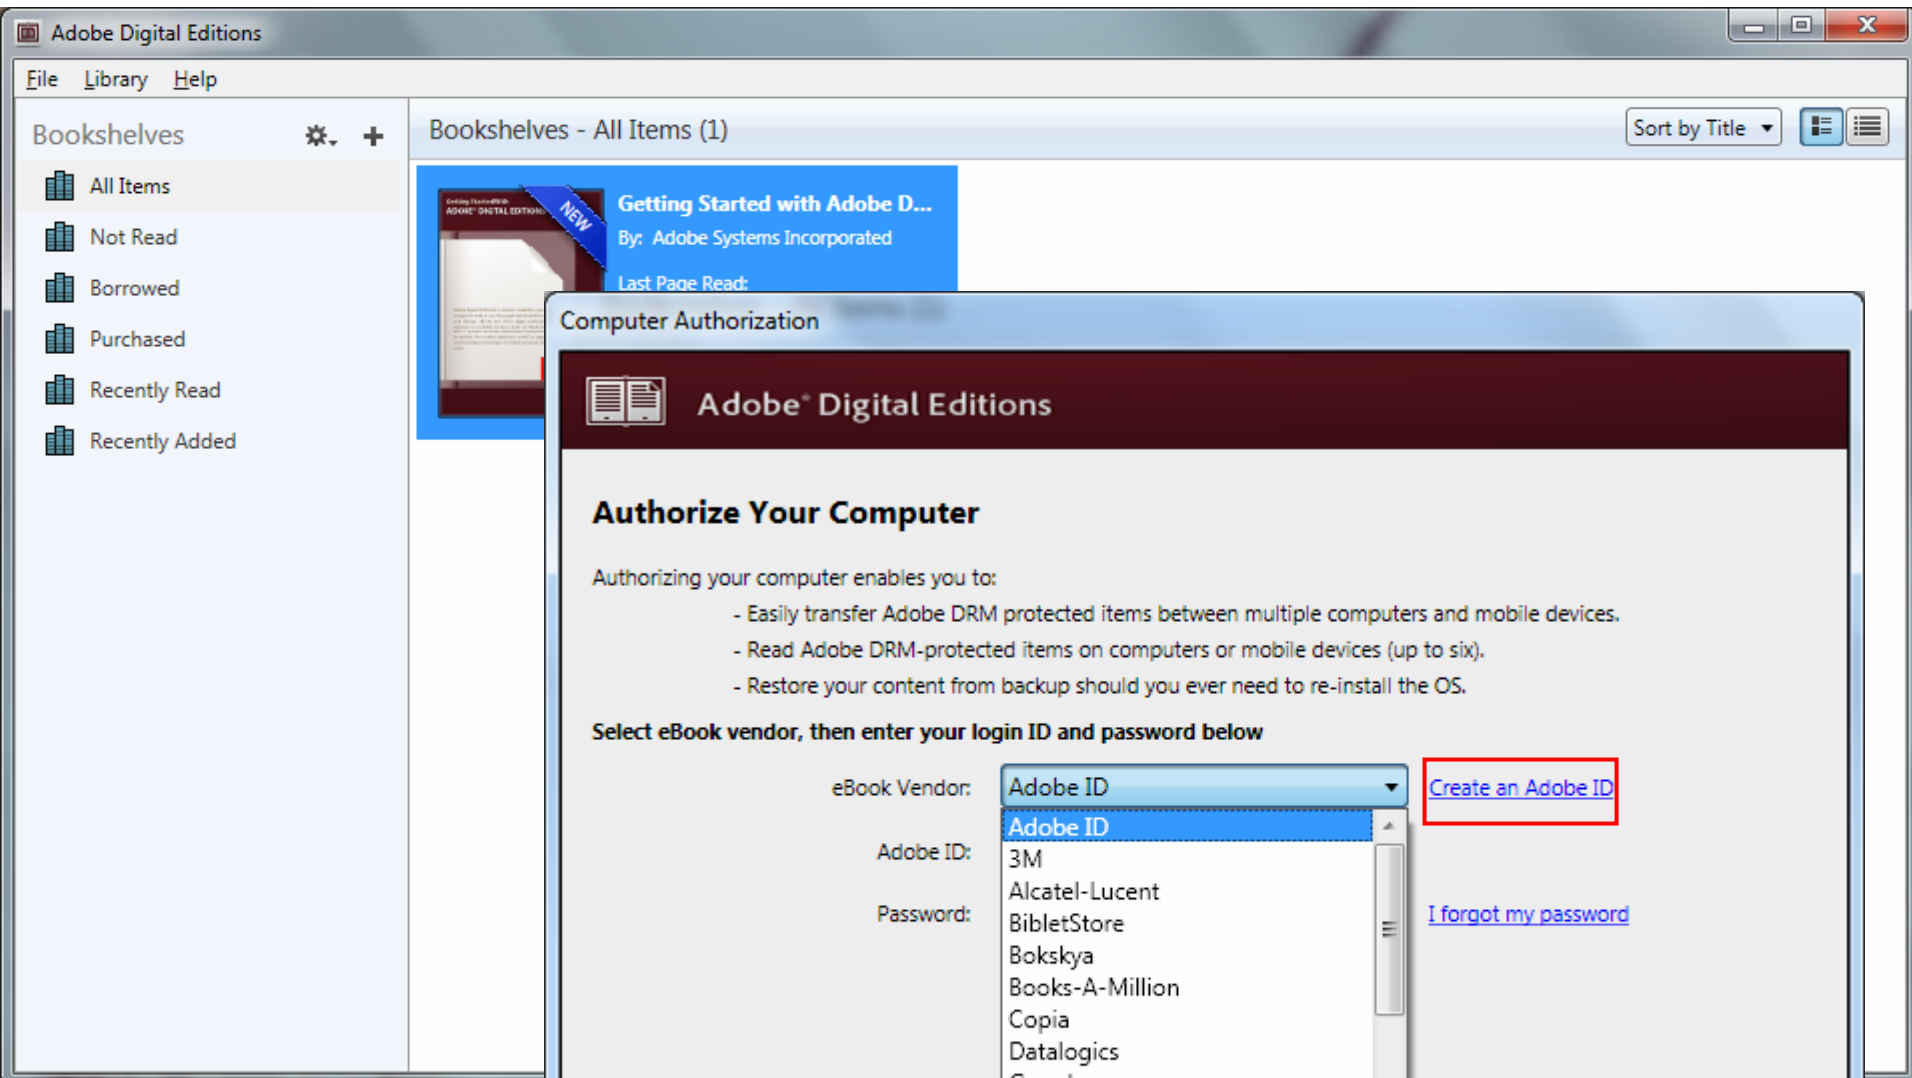 Adobe Digital Editions
File Library Help
Bookshelves
All Items
Not Read
Borrowed
Purchased
Recently Read
Recently Added
Bookshelves - All Items (1)
Sort by Title
ADOBE® DIGITAL EDITIONS
NEW
Getting Started with Adobe D...
By: Adobe Systems Incorporated
Last Page Read:
Computer Authorization
Adobe® Digital Editions
Authorize Your Computer
Authorizing your computer enables you to:
- Easily transfer Adobe DRM protected items between multiple computers and mobile devices.
- Read Adobe DRM-protected items on computers or mobile devices (up to six).
- Restore your content from backup should you ever need to re-install the OS.
Select eBook vendor, then enter your login ID and password below
eBook Vendor: Adobe ID Create an Adobe ID
Adobe ID
Adobe ID:
3M
Alcatel-Lucent
Password: I forgot my password
BibletStore
Bokskya
Books-A-Million
Copia
Datalogics